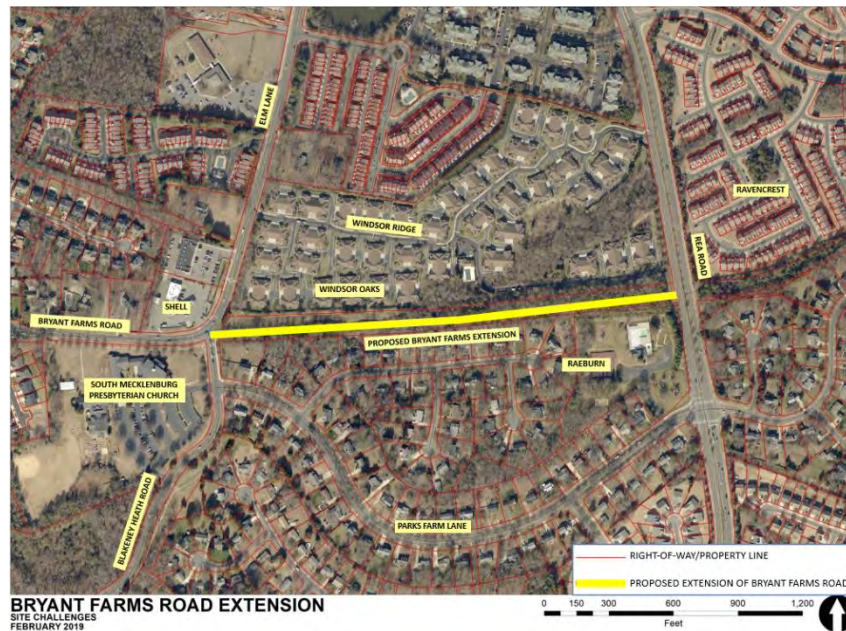 ELM LANE
RAVENCREST
WINDSOR RIDGE
REA ROAD
WINDSOR OAKS
SHELL
BRYANT FARMS ROAD
PROPOSED BRYANT FARMS EXTENSION
RAEBURN
SOUTH MECKLENBURG
PRESBYTERIAN CHURCH
BLAKENEY HEATH ROAD
PARKS FARM LANE
RIGHT-OF-WAY/PROPERTY LINE
PROPOSED EXTENSION OF BRYANT FARMS ROAD
BRYANT FARMS ROAD EXTENSION
SITE CHALLENGES
FEBRUARY 2019
0 150 300 600 900 1,200
Feet